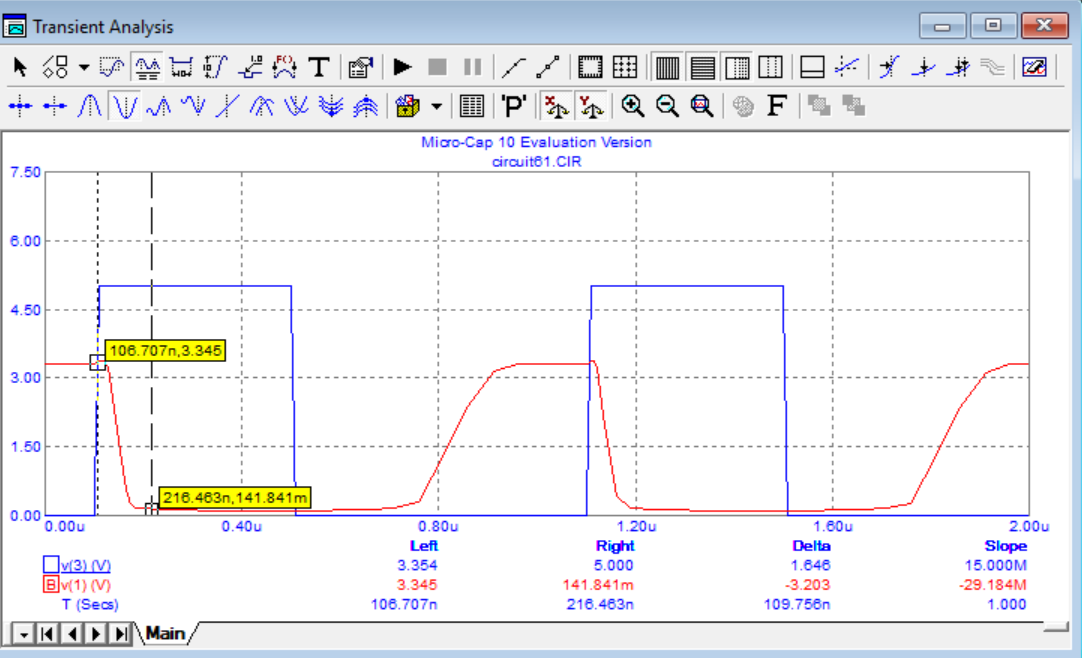 Transient Analysis
T
'P' F
Micro-Cap 10 Evaluation Version
circuit61.CIR
7.50
6.00
4.50
3.00
1.50
0.00
106.707n,3.345
216.463n,141.841m
0.00u 0.40u 0.80u 1.20u 1.60u 2.00u
Left Right Delta Slope
v(3) (V) 3.354 5.000 1.646 15.000M
B v(1) (V) 3.345 141.841m -3.203 -29.184M
T (Secs) 106.707n 216.463n 109.756n 1.000
Main